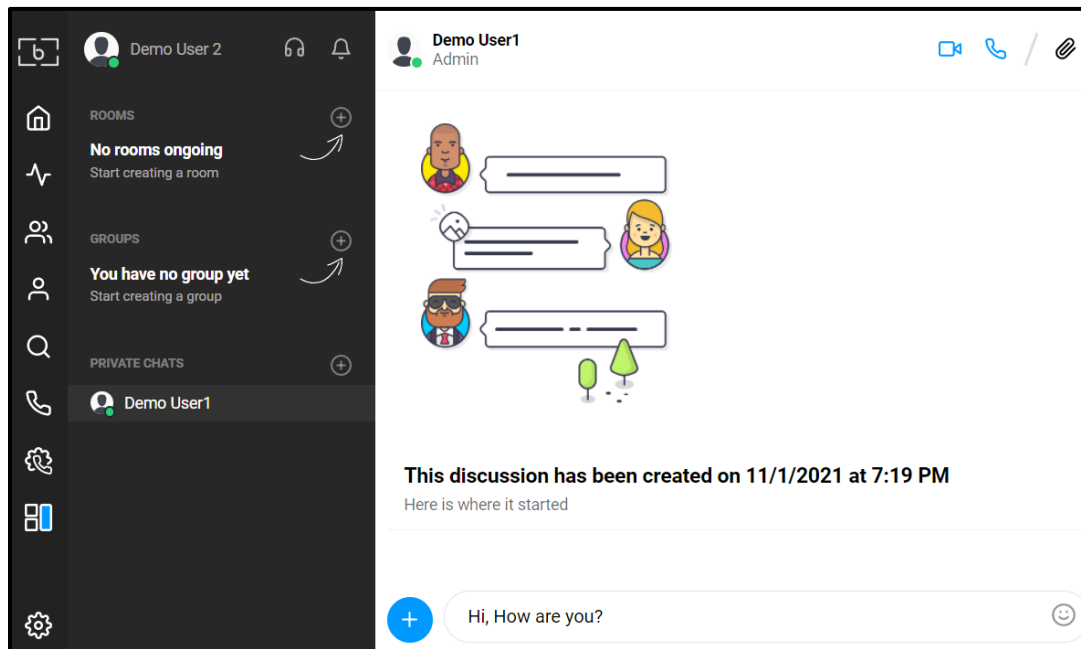 b
Demo User 2
ROOMS
No rooms ongoing
Start creating a room
GROUPS
You have no group yet
Start creating a group
PRIVATE CHATS
Demo User1
Demo User1
Admin
This discussion has been created on 11/1/2021 at 7:19 PM
Here is where it started
Hi, How are you?